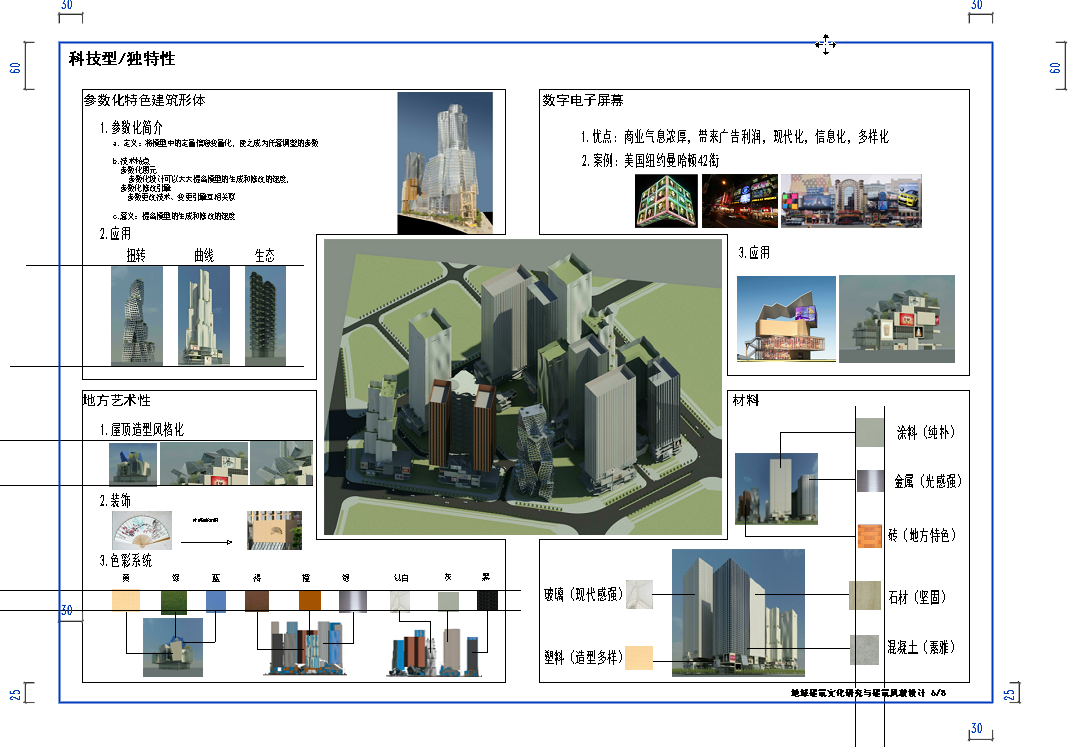 30
30
60
60
科技型/独特性
参数化特色建筑形体
1.参数化简介
a. 定义：将模型中的定量信息变量化，使之成为任意调整的参数
b.技术特点
参数化图元
参数化设计可以大大提高模型的生成和修改的速度，
参数化修改引擎
参数更改技术、变更引擎互相关联
c.意义：提高模型的生成和修改的速度
2.应用
扭转
曲线
生态
数字电子屏幕
1.优点：商业气息浓厚，带来广告利润，现代化，信息化，多样化
2.案例：美国纽约曼哈顿42街
3.应用
地方艺术性
1.屋顶造型风格化
2.装饰
3.色彩系统
黄
绿
蓝
褐
橙
银
钛白
灰
黑
材料
涂料（纯朴）
金属（光感强）
砖（地方特色）
石材（坚固）
混凝土（素雅）
玻璃（现代感强）
塑料（造型多样）
地域建筑文化研究与建筑风貌设计 6/8
30
25
25
30